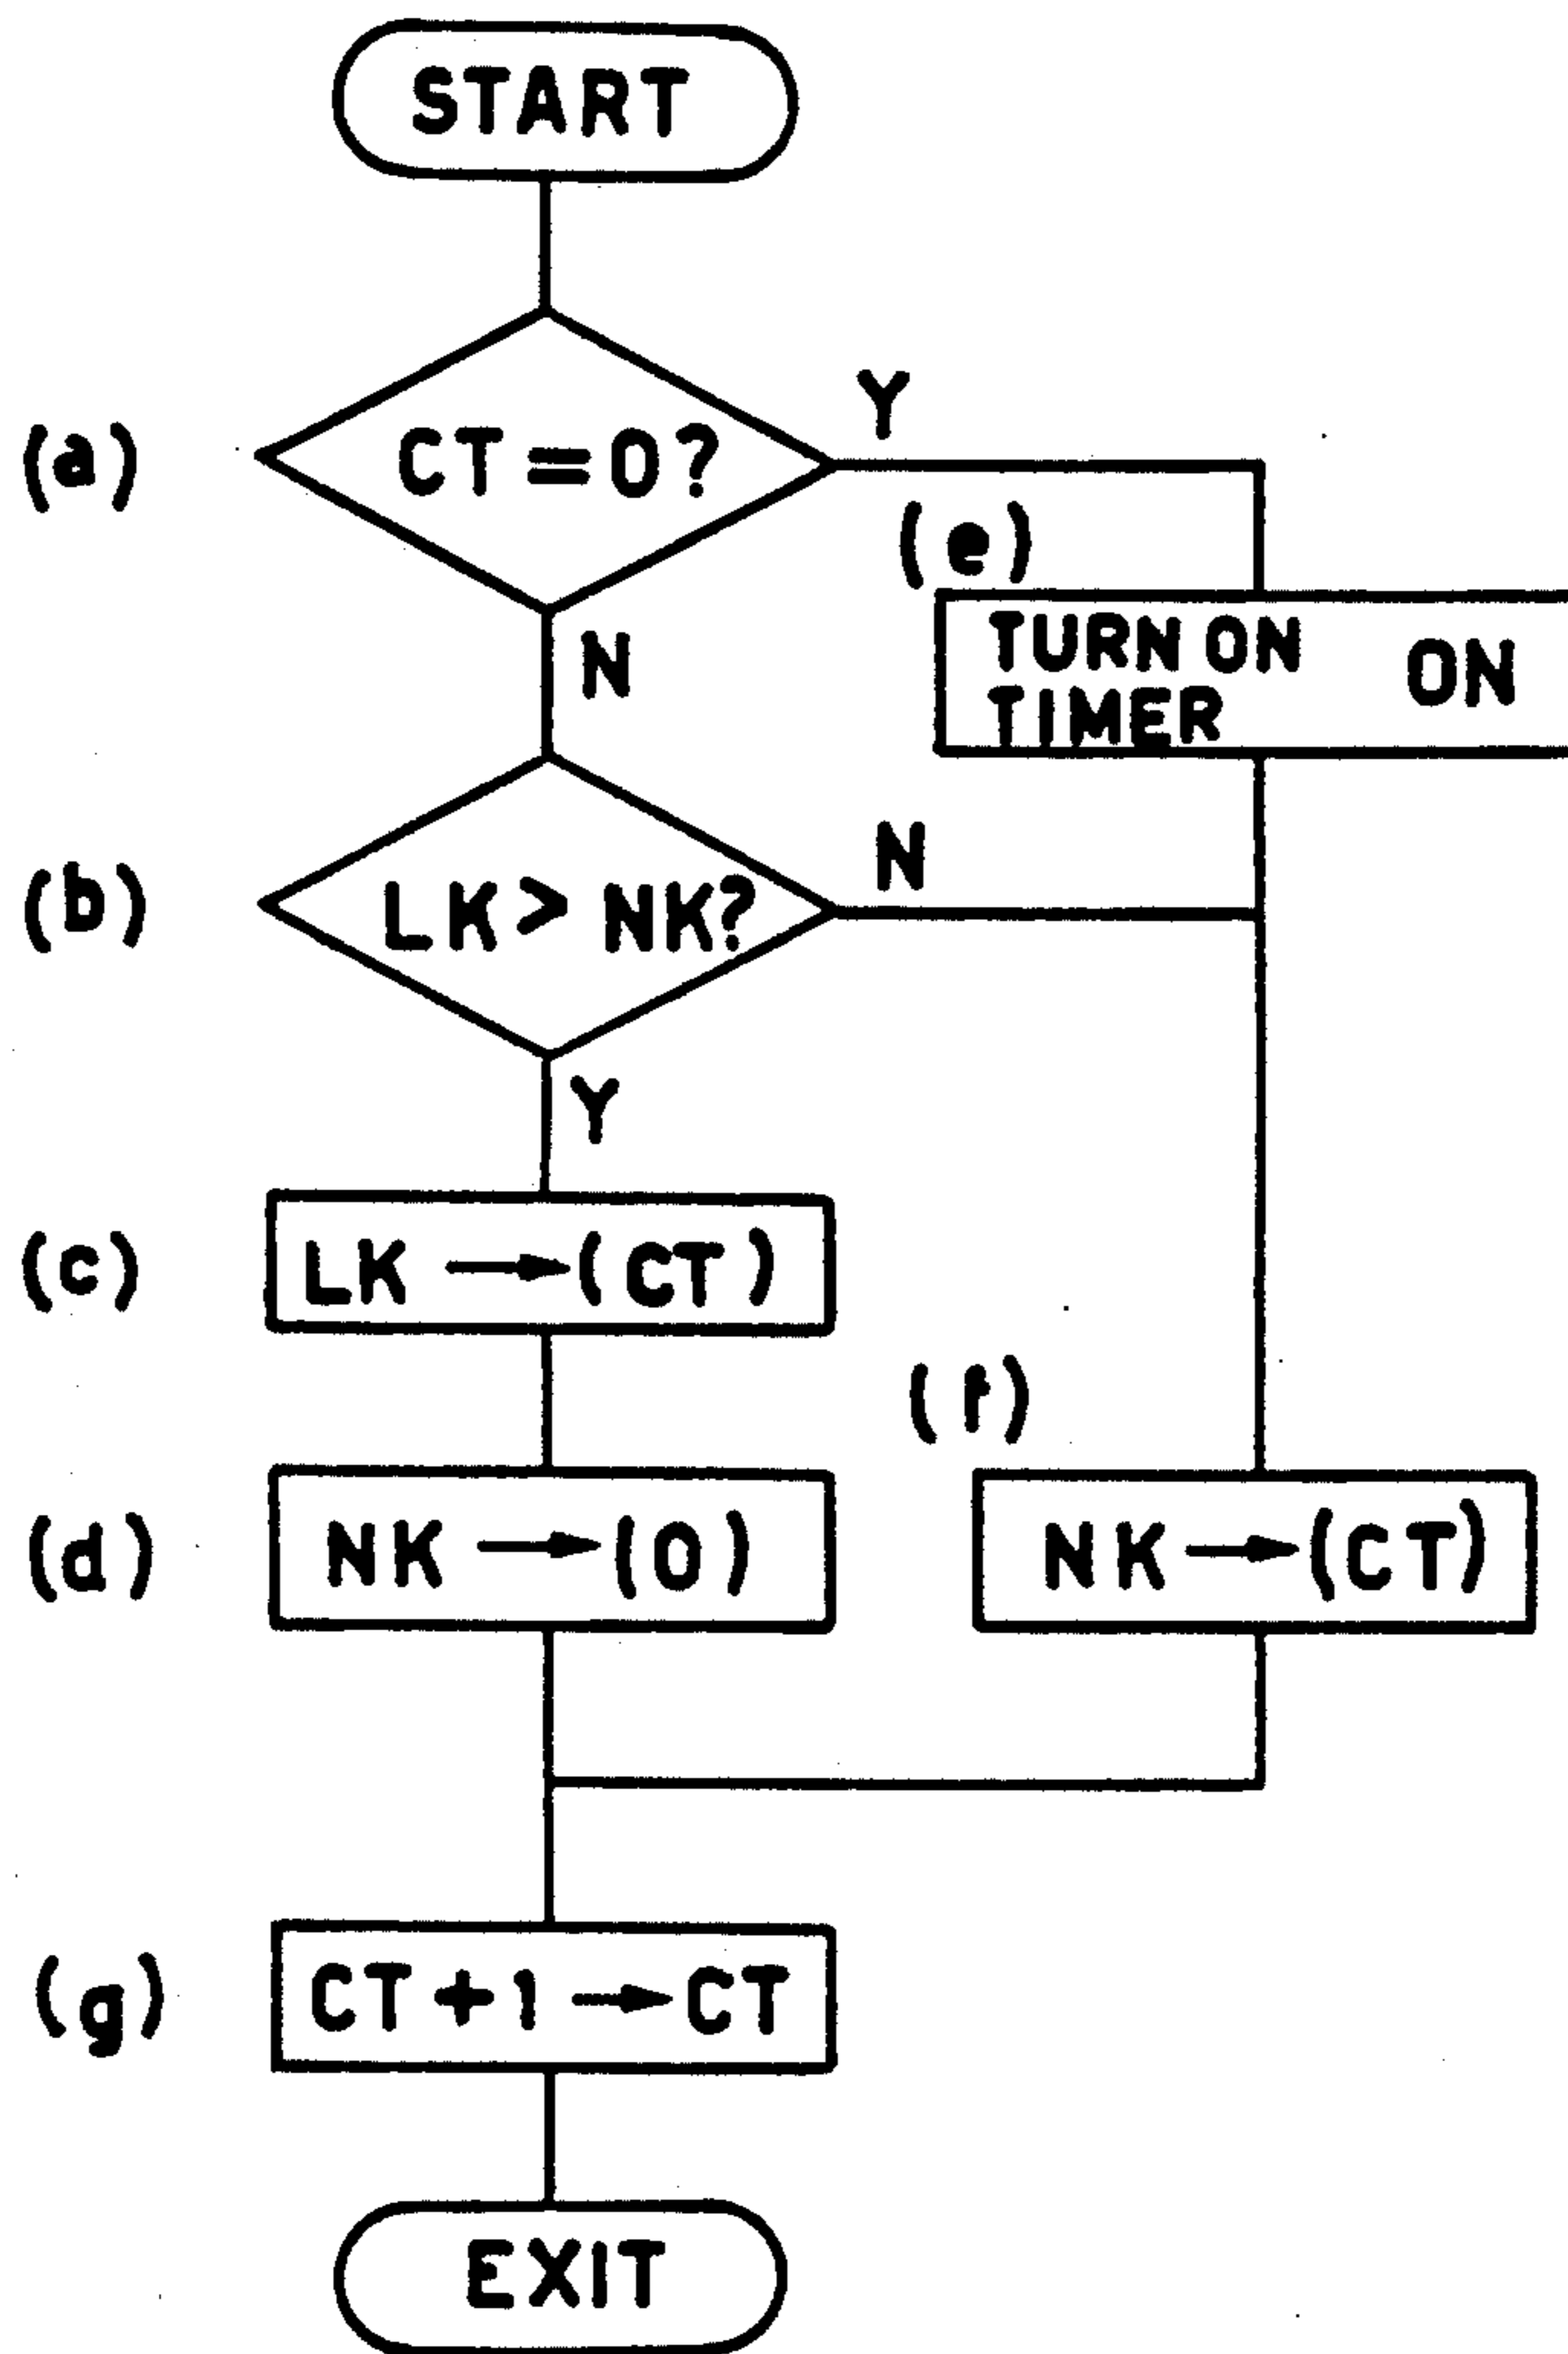 START
(a)
CT=0?
Y
(e)
TURN ON
TIMER
ON
N
(b)
LK> NK?
N
Y
(c)
LK → (CT)
(f)
(d)
NK → (0)
NK → (CT)
(g)
CT+1 → CT
EXIT